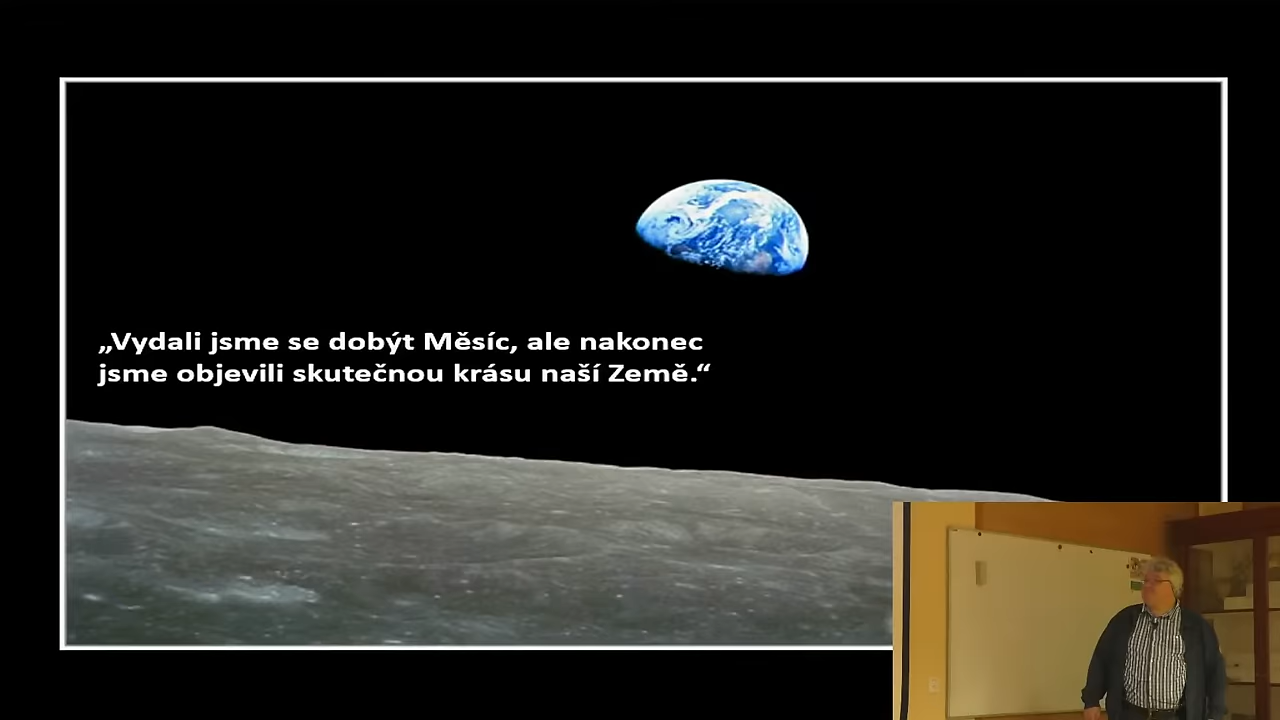 „Vydali jsme se dobýt Měsíc, ale nakonec
jsme objevili skutečnou krásu naší Země.“